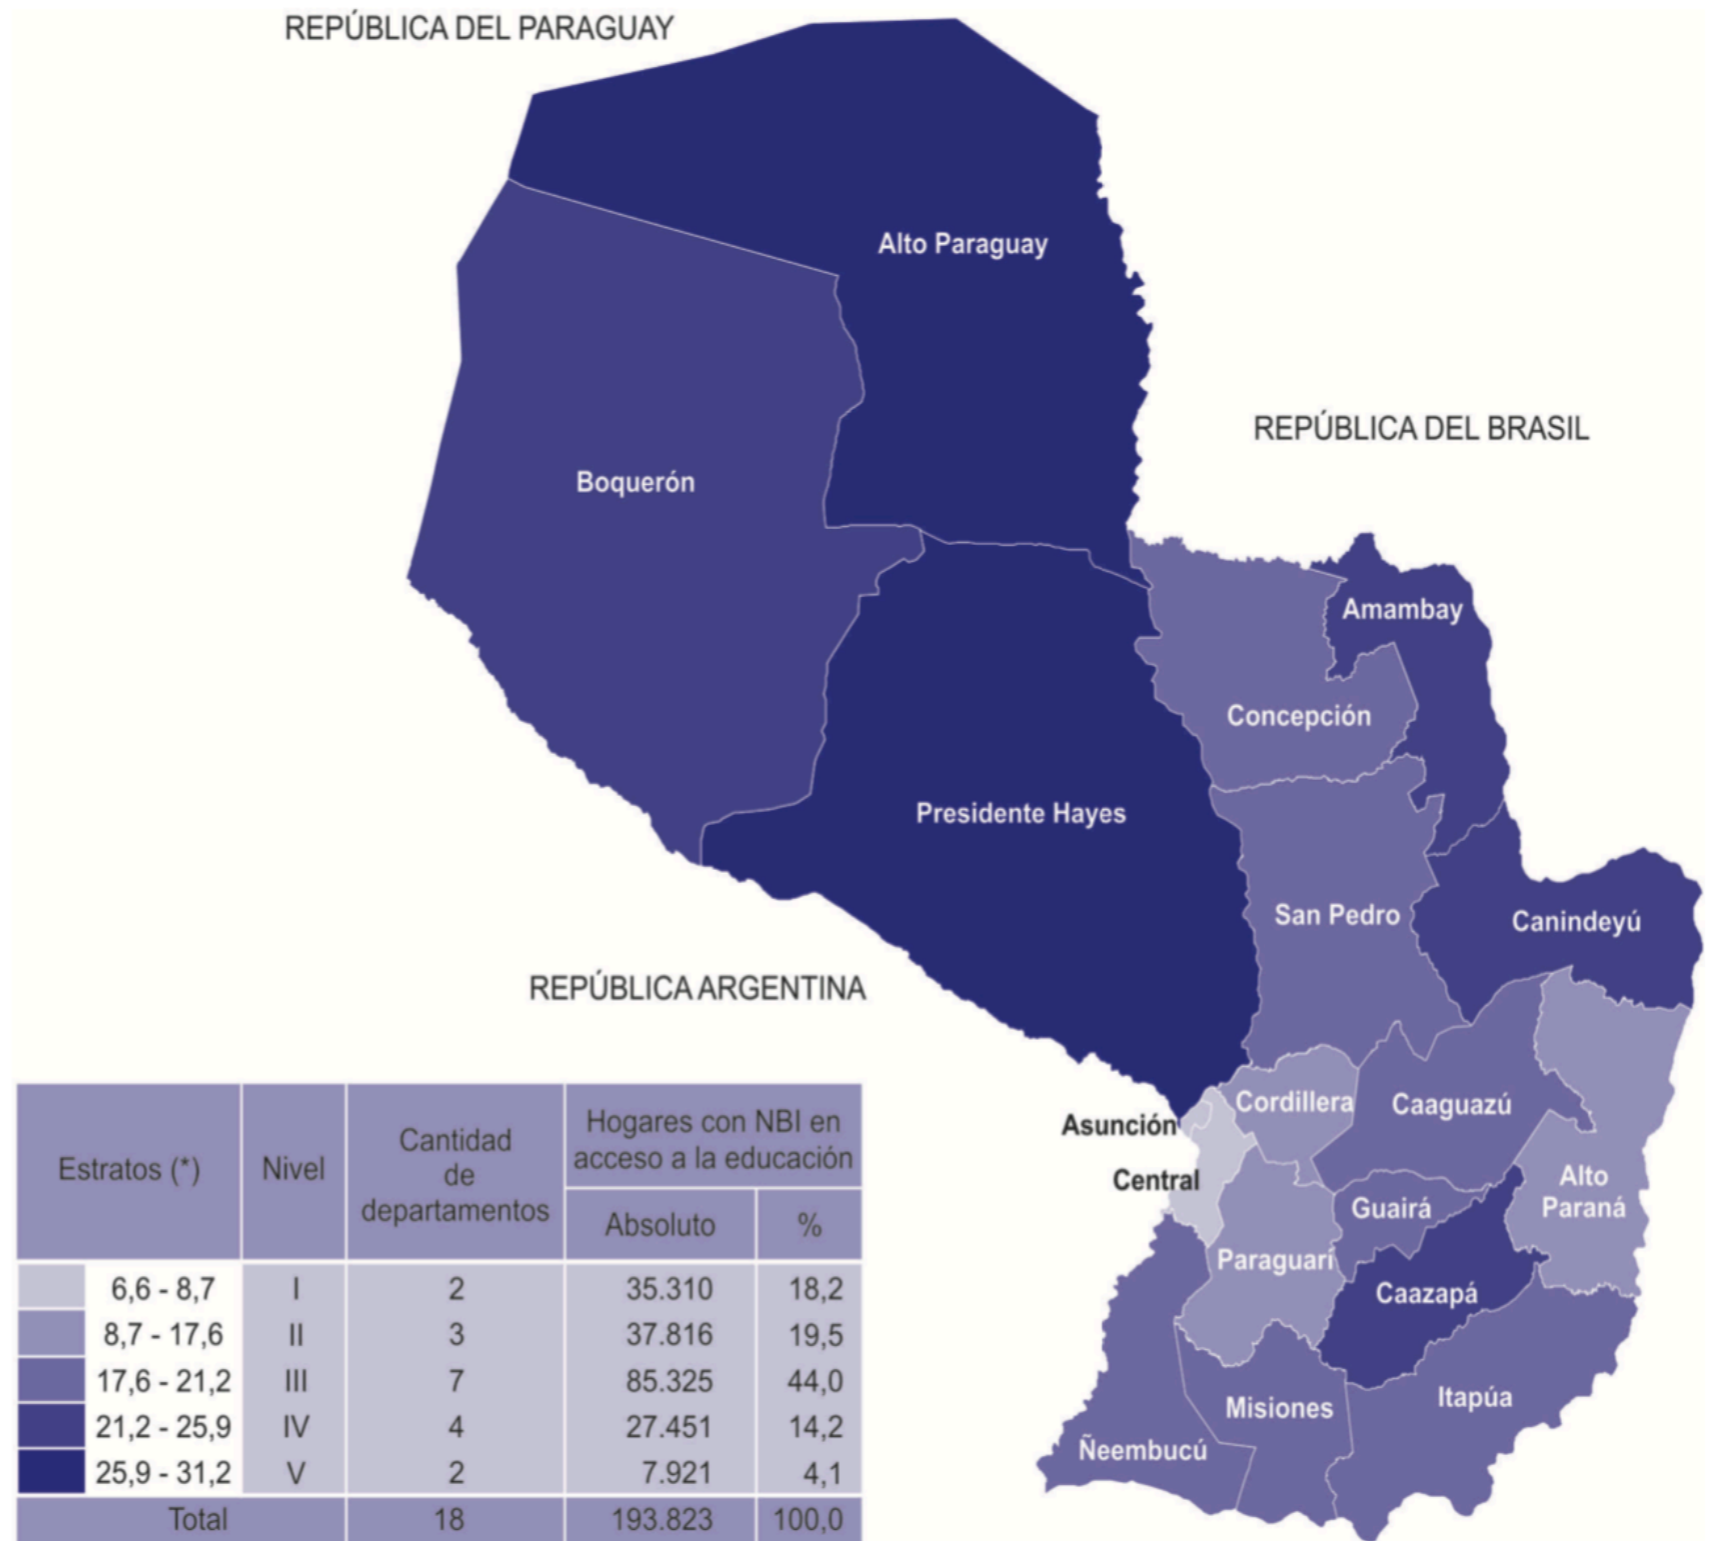 REPÚBLICA DEL PARAGUAY
Alto Paraguay
REPÚBLICA DEL BRASIL
Boquerón
Amambay
Concepción
Presidente Hayes
San Pedro
Canindeyú
REPÚBLICA ARGENTINA
Asunción
Cordillera
Caaguazú
Central
Alto
Paraná
Guairá
Paraguarí
Caazapá
Itapúa
Misiones
Ñeembucú
Estratos (*) Nivel Cantidad de departamentos Hogares con NBI en acceso a la educación
Absoluto %
6,6 - 8,7 I 2 35.310 18,2
8,7 - 17,6 II 3 37.816 19,5
17,6 - 21,2 III 7 85.325 44,0
21,2 - 25,9 IV 4 27.451 14,2
25,9 - 31,2 V 2 7.921 4,1
Total 18 193.823 100,0